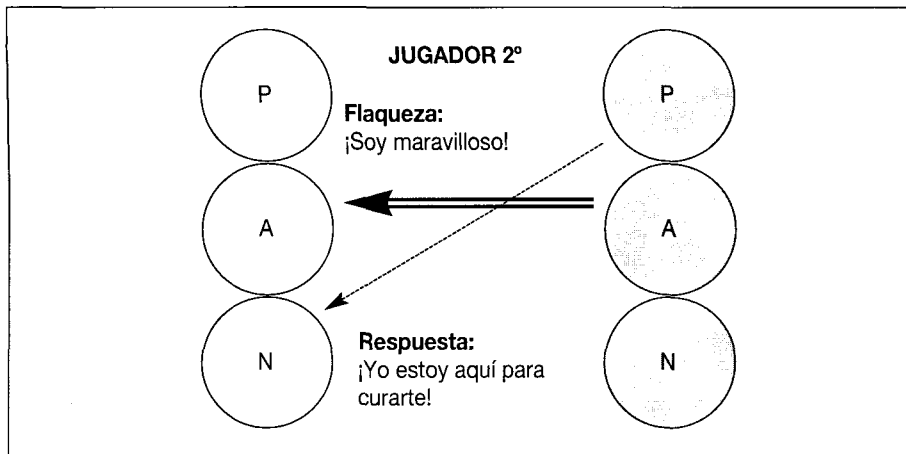 JUGADOR 2º
P
P
Flaqueza:
¡Soy maravilloso!
A
A
Respuesta:
¡Yo estoy aquí para
curarte!
N
N